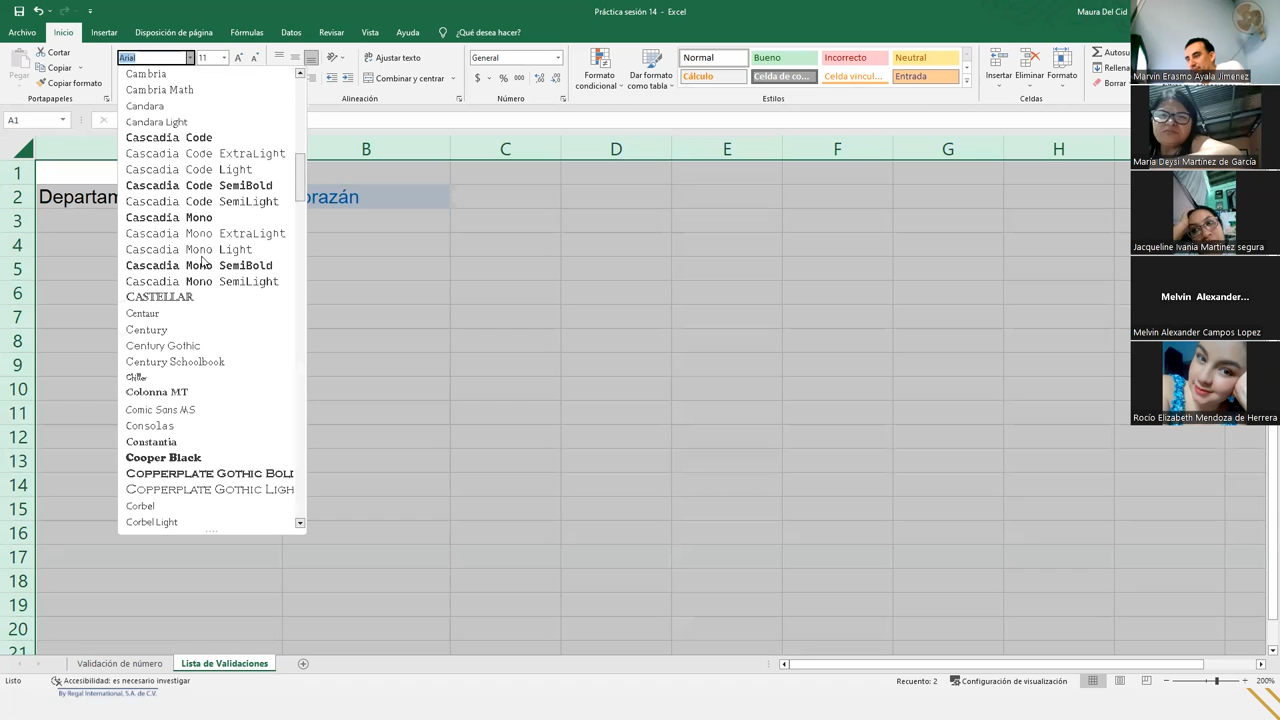 Práctica sesión 14 - Excel
Maura Del Cid
Archivo Inicio Insertar Disposición de página Fórmulas Datos Revisar Vista Ayuda ¿Qué desea hacer?
Pegar
Cortar
Copiar
Copiar formato
Portapapeles
Arial 11
Ajustar texto
Alineación
General
Número
Formato condicional
Dar formato como tabla
Normal Bueno Incorrecto Neutral
Cálculo Celda de co... Celda vincul... Entrada
Estilos
Insertar Eliminar Formato
Celdas
Autosu
Rellena
Borrar
A1
Cambria
Cambria Math
Candara
Candara Light
Cascadia Code
Cascadia Code ExtraLight
Cascadia Code Light
Cascadia Code SemiBold
Cascadia Code SemiLight
Cascadia Mono
Cascadia Mono ExtraLight
Cascadia Mono Light
Cascadia Mono SemiBold
Cascadia Mono SemiLight
CASTELLAR
Centaur
Century
Century Gothic
Century Schoolbook
Chiller
Colonna MT
Comic Sans MS
Consolas
Constantia
Cooper Black
COPPERPLATE GOTHIC BOLD
COPPERPLATE GOTHIC LIGH
Corbel
Corbel Light
B C D E F G H
1
2 Departam orazán
3
4
5
6
7
8
9
10
11
12
13
14
15
16
17
18
19
20
21
Validación de número Lista de Validaciones
Listo Accesibilidad: es necesario investigar Recuento: 2 Configuración de visualización 200%
By Regal International, S.A. de C.V.
Marvin Erasmo Ayala Jimenez
María Deysi Martínez de García
Jacqueline Ivania Martinez segura
Melvin Alexander...
Melvin Alexander Campos Lopez
Rocío Elizabeth Mendoza de Herrera